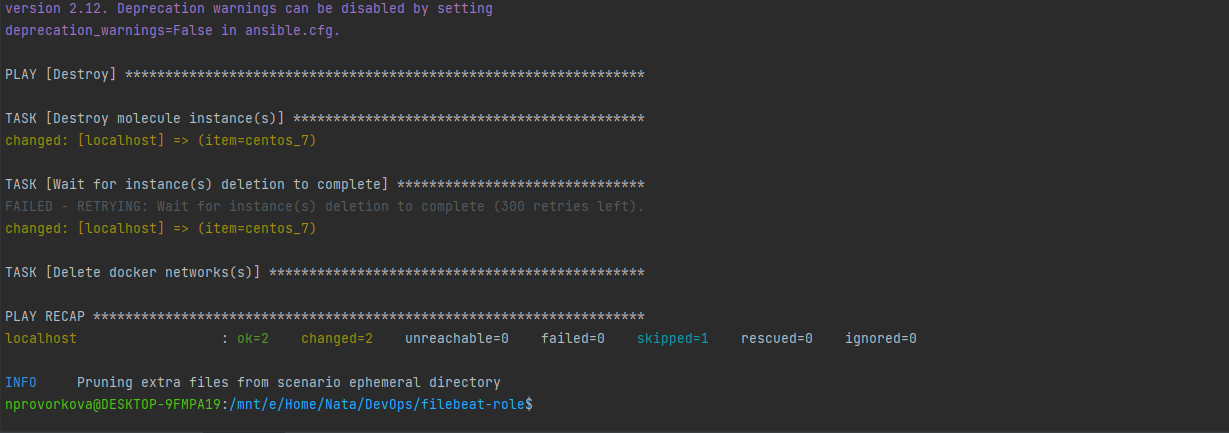 version 2.12. Deprecation warnings can be disabled by setting
deprecation_warnings=False in ansible.cfg.
PLAY [Destroy] *****************************************************************
TASK [Destroy molecule instance(s)] ********************************************
changed: [localhost] => (item=centos_7)
TASK [Wait for instance(s) deletion to complete] *******************************
FAILED - RETRYING: Wait for instance(s) deletion to complete (300 retries left).
changed: [localhost] => (item=centos_7)
TASK [Delete docker networks(s)] ***********************************************
PLAY RECAP *********************************************************************
localhost                  : ok=2    changed=2    unreachable=0    failed=0    skipped=1    rescued=0    ignored=0
INFO     Pruning extra files from scenario ephemeral directory
nprovorkova@DESKTOP-9FMPA19:/mnt/e/Home/Nata/DevOps/filebeat-role$